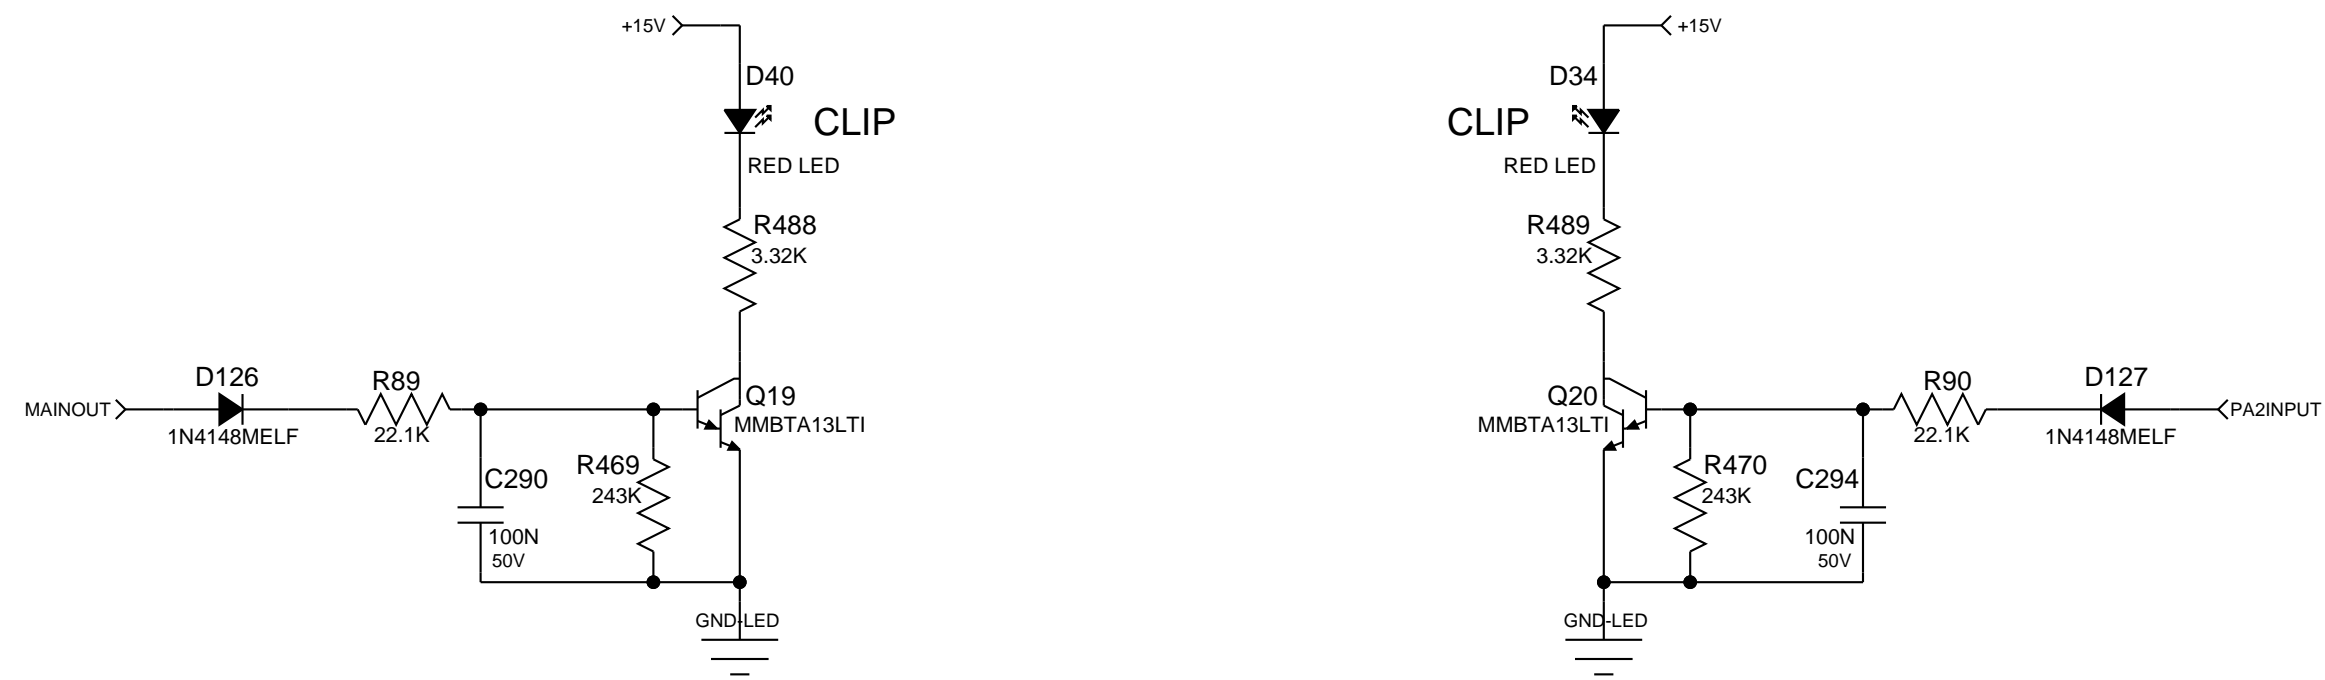 +15V
+15V
D40
D34
CLIP
CLIP
RED LED
RED LED
R488
R489
3.32K
3.32K
D126
R89
Q19
Q20
R90
D127
MAINOUT
PA2INPUT
1N4148MELF
22.1K
MMBTA13LTI
MMBTA13LTI
22.1K
1N4148MELF
C290
R469
R470
C294
243K
243K
100N
100N
50V
50V
GND-LED
GND-LED